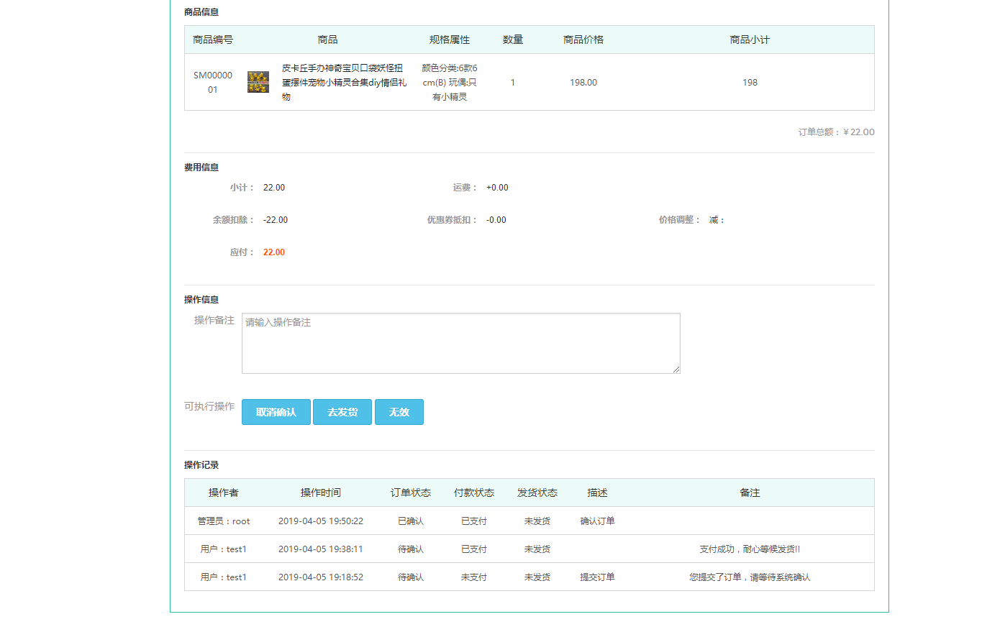 商品信息
商品编号 商品 规格属性 数量 商品价格 商品小计
SM00000
01
皮卡丘手办神奇宝贝口袋妖怪扭
蛋摆件宠物小精灵合集diy情侣礼
物
颜色分类:6款6
cm(B) 玩偶:只
有小精灵
1 198.00 198
订单总额：￥22.00
费用信息
小计： 22.00 运费： +0.00
余额扣除： -22.00 优惠券抵扣： -0.00 价格调整： 减：
应付： 22.00
操作信息
操作备注 请输入操作备注
可执行操作 取消确认 去发货 无效
操作记录
操作者 操作时间 订单状态 付款状态 发货状态 描述 备注
管理员：root 2019-04-05 19:50:22 已确认 已支付 未发货 确认订单
用户：test1 2019-04-05 19:38:11 待确认 已支付 未发货 支付成功，耐心等候发货!!
用户：test1 2019-04-05 19:18:52 待确认 未支付 未发货 提交订单 您提交了订单，请等待系统确认